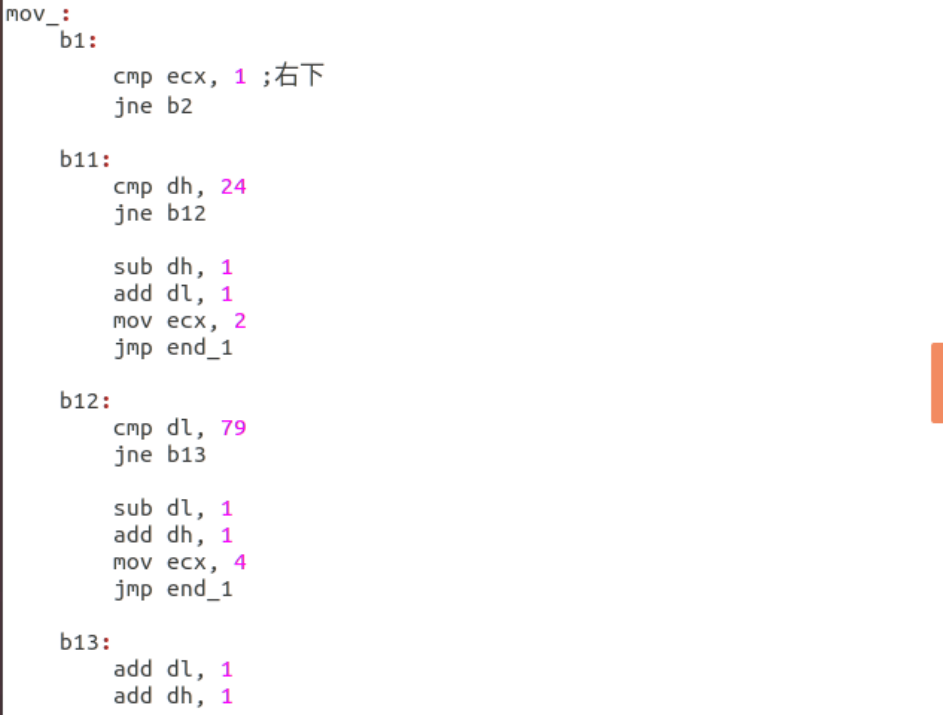 mov_:
b1:
cmp ecx, 1 ;右下
jne b2
b11:
cmp dh, 24
jne b12
sub dh, 1
add dl, 1
mov ecx, 2
jmp end_1
b12:
cmp dl, 79
jne b13
sub dl, 1
add dh, 1
mov ecx, 4
jmp end_1
b13:
add dl, 1
add dh, 1